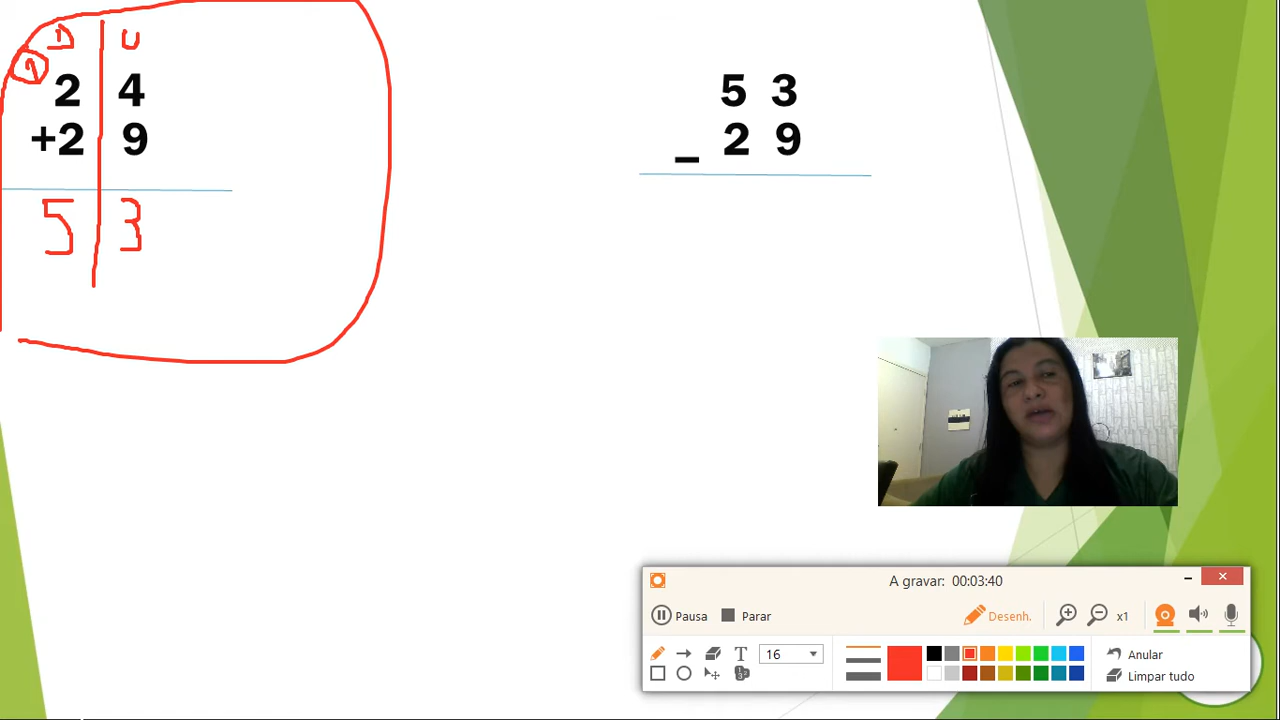 D U
1
2 4
+2 9
5 3
5 3
_ 2 9
A gravar: 00:03:40
Pausa Parar Desenh. x1
T 16
Anular
Limpar tudo